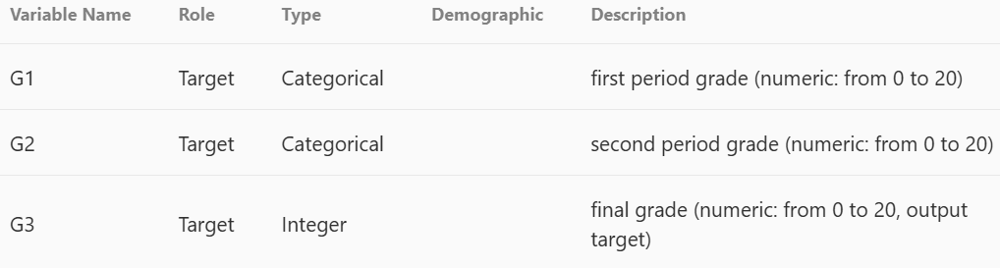 Variable Name Role Type Demographic Description
G1 Target Categorical first period grade (numeric: from 0 to 20)
G2 Target Categorical second period grade (numeric: from 0 to 20)
G3 Target Integer final grade (numeric: from 0 to 20, output
target)